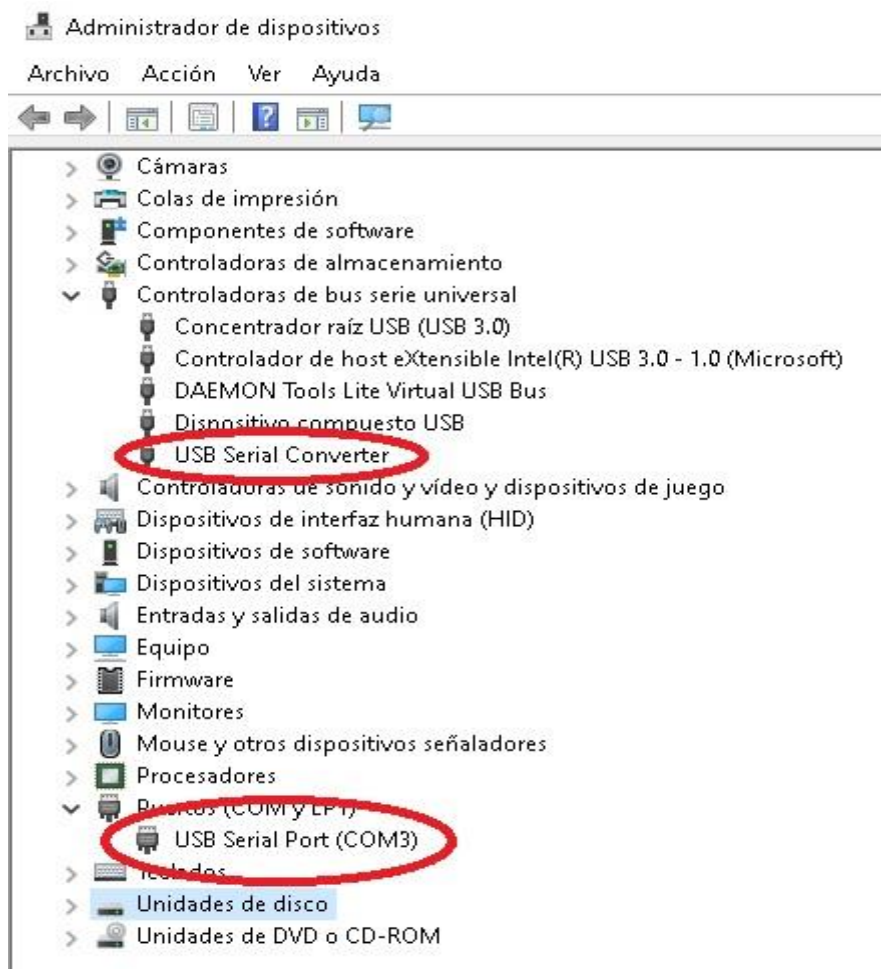 Administrador de dispositivos
Archivo Acción Ver Ayuda
Cámaras
Colas de impresión
Componentes de software
Controladoras de almacenamiento
Controladoras de bus serie universal
Concentrador raíz USB (USB 3.0)
Controlador de host eXtensible Intel(R) USB 3.0 - 1.0 (Microsoft)
DAEMON Tools Lite Virtual USB Bus
Dispositivo compuesto USB
USB Serial Converter
Controladoras de sonido y vídeo y dispositivos de juego
Dispositivos de interfaz humana (HID)
Dispositivos de software
Dispositivos del sistema
Entradas y salidas de audio
Equipo
Firmware
Monitores
Mouse y otros dispositivos señaladores
Procesadores
Puertos (COM y LPT)
USB Serial Port (COM3)
Teclados
Unidades de disco
Unidades de DVD o CD-ROM